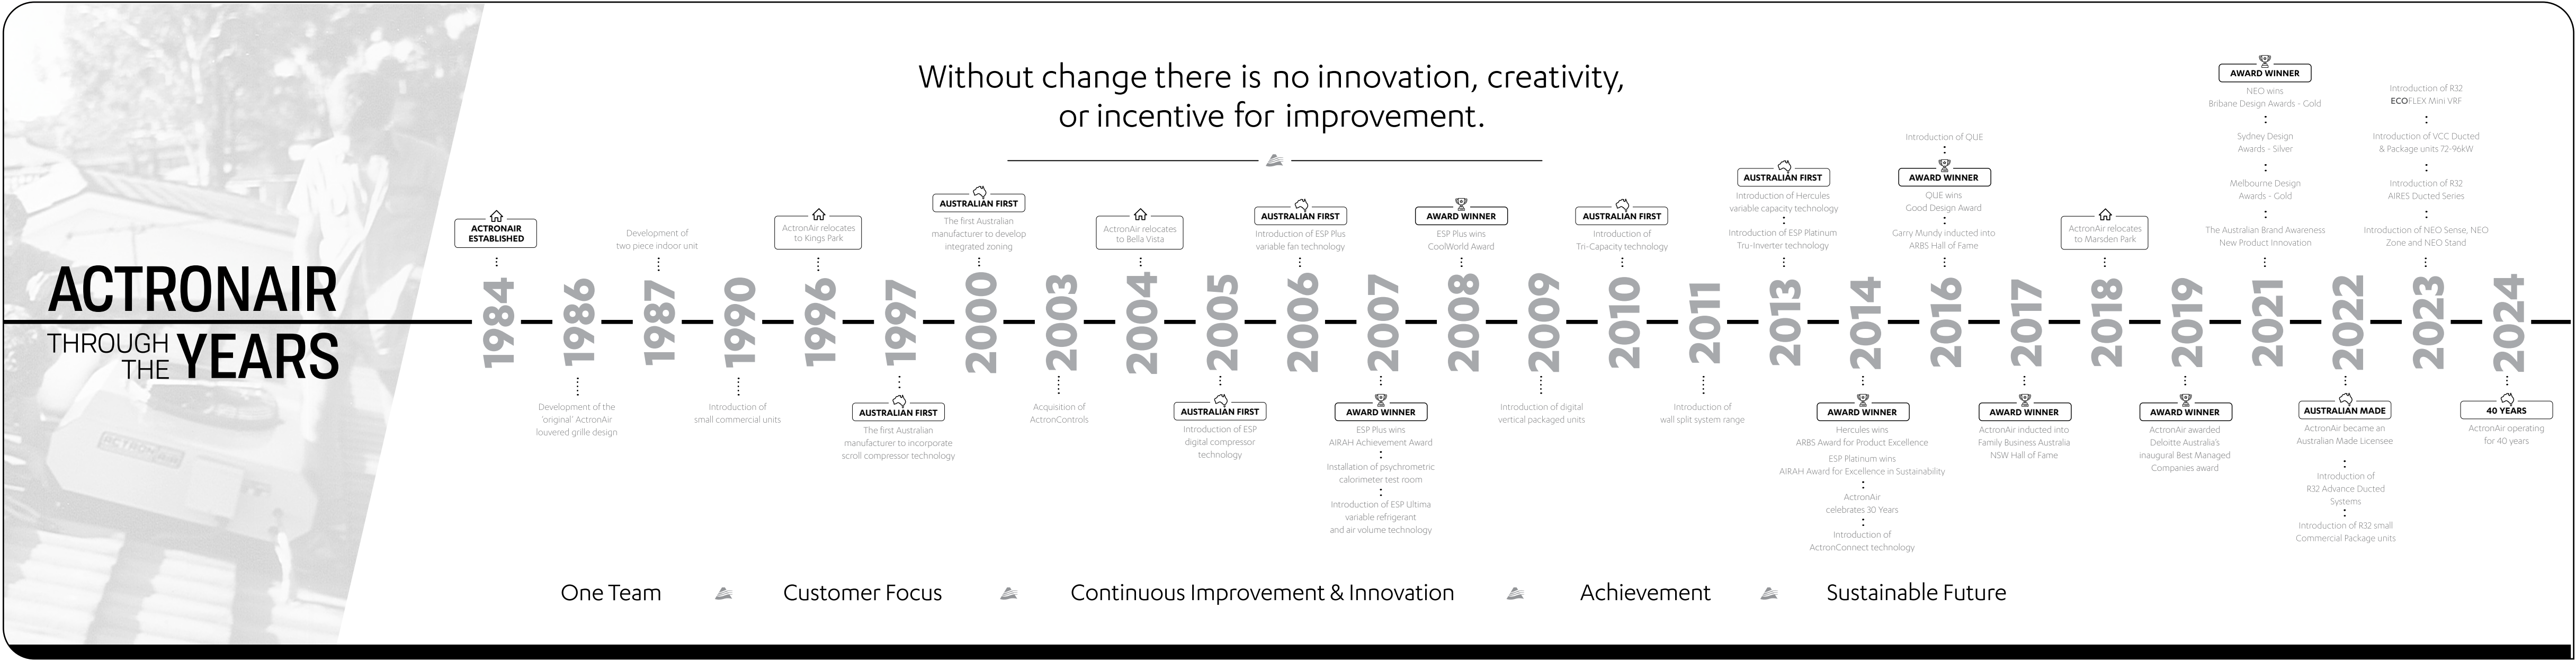 ACTRONAIR
THROUGH
THE YEARS
Without change there is no innovation, creativity,
or incentive for improvement.
1984
ACTRONAIR
ESTABLISHED
1986
Development of the
'original' ActronAir
louvered grille design
1987
Development of
two piece indoor unit
1990
Introduction of
small commercial units
1996
ActronAir relocates
to Kings Park
1997
AUSTRALIAN FIRST
The first Australian
manufacturer to incorporate
scroll compressor technology
2000
AUSTRALIAN FIRST
The first Australian
manufacturer to develop
integrated zoning
2003
Acquisition of
ActronControls
2004
ActronAir relocates
to Bella Vista
2005
AUSTRALIAN FIRST
Introduction of ESP
digital compressor
technology
2006
AUSTRALIAN FIRST
Introduction of ESP Plus
variable fan technology
2007
AWARD WINNER
ESP Plus wins
AIRAH Achievement Award
Installation of psychrometric
calorimeter test room
Introduction of ESP Ultima
variable refrigerant
and air volume technology
2008
AWARD WINNER
ESP Plus wins
CoolWorld Award
2009
Introduction of digital
vertical packaged units
2010
AUSTRALIAN FIRST
Introduction of
Tri-Capacity technology
2011
Introduction of
wall split system range
2013
AUSTRALIAN FIRST
Introduction of Hercules
variable capacity technology
Introduction of ESP Platinum
Tru-Inverter technology
2014
AWARD WINNER
Hercules wins
ARBS Award for Product Excellence
ESP Platinum wins
AIRAH Award for Excellence in Sustainability
ActronAir
celebrates 30 Years
Introduction of
ActronConnect technology
2016
Introduction of QUE
AWARD WINNER
QUE wins
Good Design Award
Garry Mundy inducted into
ARBS Hall of Fame
2017
AWARD WINNER
ActronAir inducted into
Family Business Australia
NSW Hall of Fame
2018
ActronAir relocates
to Marsden Park
2019
AWARD WINNER
ActronAir awarded
Deloitte Australia's
inaugural Best Managed
Companies award
2021
AWARD WINNER
NEO wins
Bribane Design Awards - Gold
Sydney Design
Awards - Silver
Melbourne Design
Awards - Gold
The Australian Brand Awareness
New Product Innovation
2022
AUSTRALIAN MADE
ActronAir became an
Australian Made Licensee
Introduction of
R32 Advance Ducted
Systems
Introduction of R32 small
Commercial Package units
2023
Introduction of R32
ECOFLEX Mini VRF
Introduction of VCC Ducted
& Package units 72-96kW
Introduction of R32
AIRES Ducted Series
Introduction of NEO Sense, NEO
Zone and NEO Stand
2024
40 YEARS
ActronAir operating
for 40 years
ACTRONAIR
One Team
Customer Focus
Continuous Improvement & Innovation
Achievement
Sustainable Future